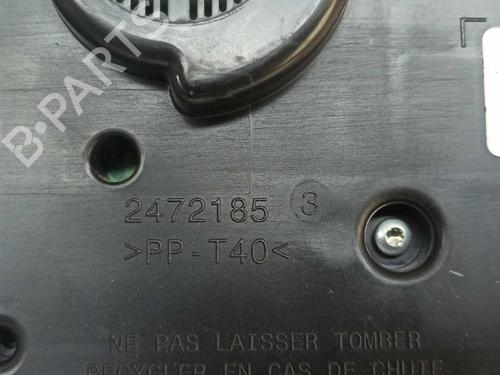 B-PARTS
2472185 3
>PP-T40<
NE PAS LAISSER TOMBER
RECYCLER EN CAS DE CHUTE